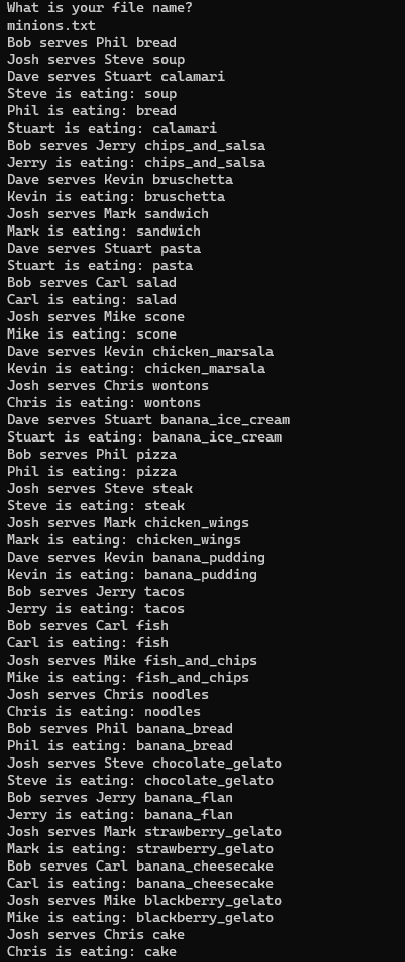 What is your file name?
minions.txt
Bob serves Phil bread
Josh serves Steve soup
Dave serves Stuart calamari
Steve is eating: soup
Phil is eating: bread
Stuart is eating: calamari
Bob serves Jerry chips_and_salsa
Jerry is eating: chips_and_salsa
Dave serves Kevin bruschetta
Kevin is eating: bruschetta
Josh serves Mark sandwich
Mark is eating: sandwich
Dave serves Stuart pasta
Stuart is eating: pasta
Bob serves Carl salad
Carl is eating: salad
Josh serves Mike scone
Mike is eating: scone
Dave serves Kevin chicken_marsala
Kevin is eating: chicken_marsala
Josh serves Chris wontons
Chris is eating: wontons
Dave serves Stuart banana_ice_cream
Stuart is eating: banana_ice_cream
Bob serves Phil pizza
Phil is eating: pizza
Josh serves Steve steak
Steve is eating: steak
Josh serves Mark chicken_wings
Mark is eating: chicken_wings
Dave serves Kevin banana_pudding
Kevin is eating: banana_pudding
Bob serves Jerry tacos
Jerry is eating: tacos
Bob serves Carl fish
Carl is eating: fish
Josh serves Mike fish_and_chips
Mike is eating: fish_and_chips
Josh serves Chris noodles
Chris is eating: noodles
Bob serves Phil banana_bread
Phil is eating: banana_bread
Josh serves Steve chocolate_gelato
Steve is eating: chocolate_gelato
Bob serves Jerry banana_flan
Jerry is eating: banana_flan
Josh serves Mark strawberry_gelato
Mark is eating: strawberry_gelato
Bob serves Carl banana_cheesecake
Carl is eating: banana_cheesecake
Josh serves Mike blackberry_gelato
Mike is eating: blackberry_gelato
Josh serves Chris cake
Chris is eating: cake